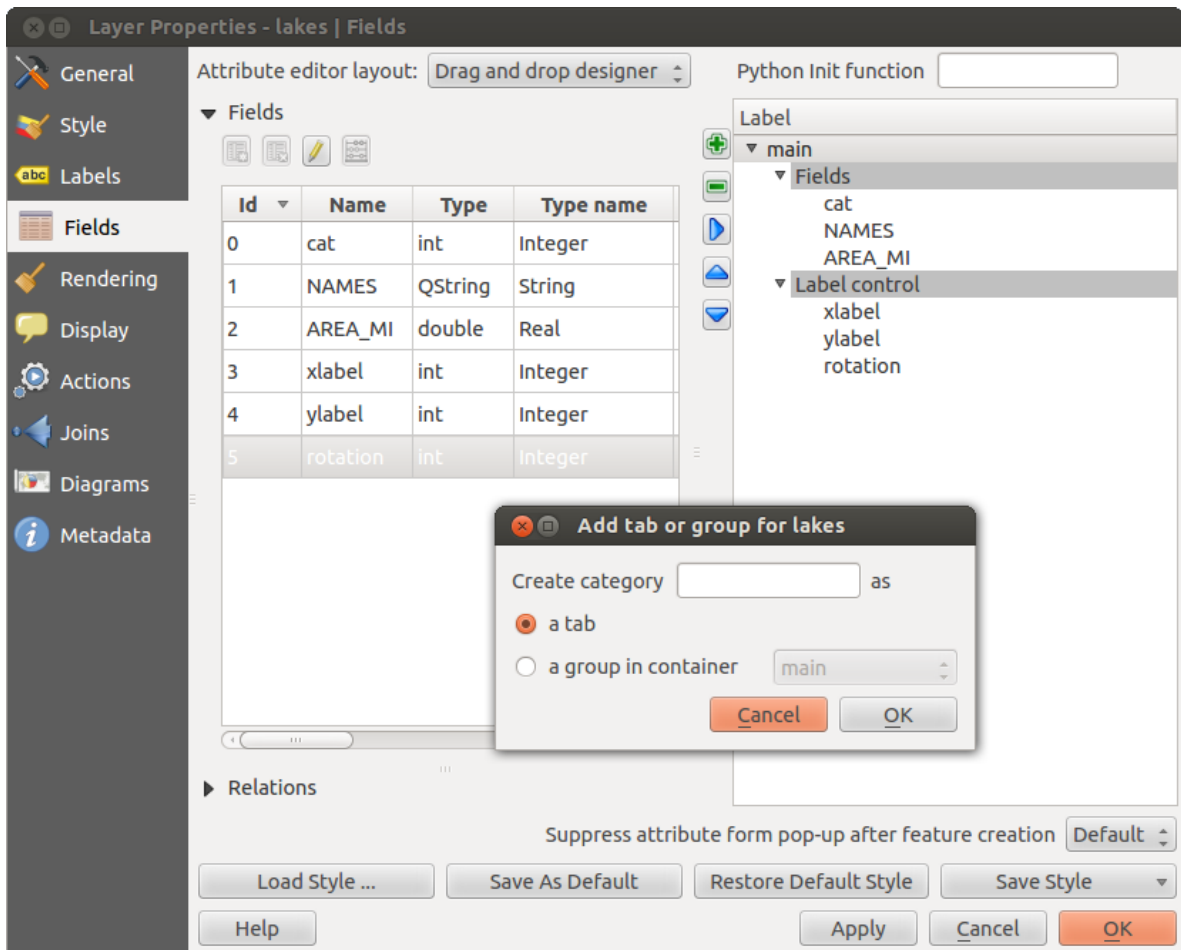 Layer Properties - lakes | Fields
General
Style
abc Labels
Fields
Rendering
Display
Actions
Joins
Diagrams
i Metadata
Attribute editor layout: Drag and drop designer
Python Init function
Fields
Id Name Type Type name
0 cat int Integer
1 NAMES QString String
2 AREA_MI double Real
3 xlabel int Integer
4 ylabel int Integer
5 rotation int Integer
Label
main
Fields
cat
NAMES
AREA_MI
Label control
xlabel
ylabel
rotation
Add tab or group for lakes
Create category as
a tab
a group in container main
Cancel OK
Relations
Suppress attribute form pop-up after feature creation Default
Load Style ... Save As Default Restore Default Style Save Style
Help Apply Cancel OK